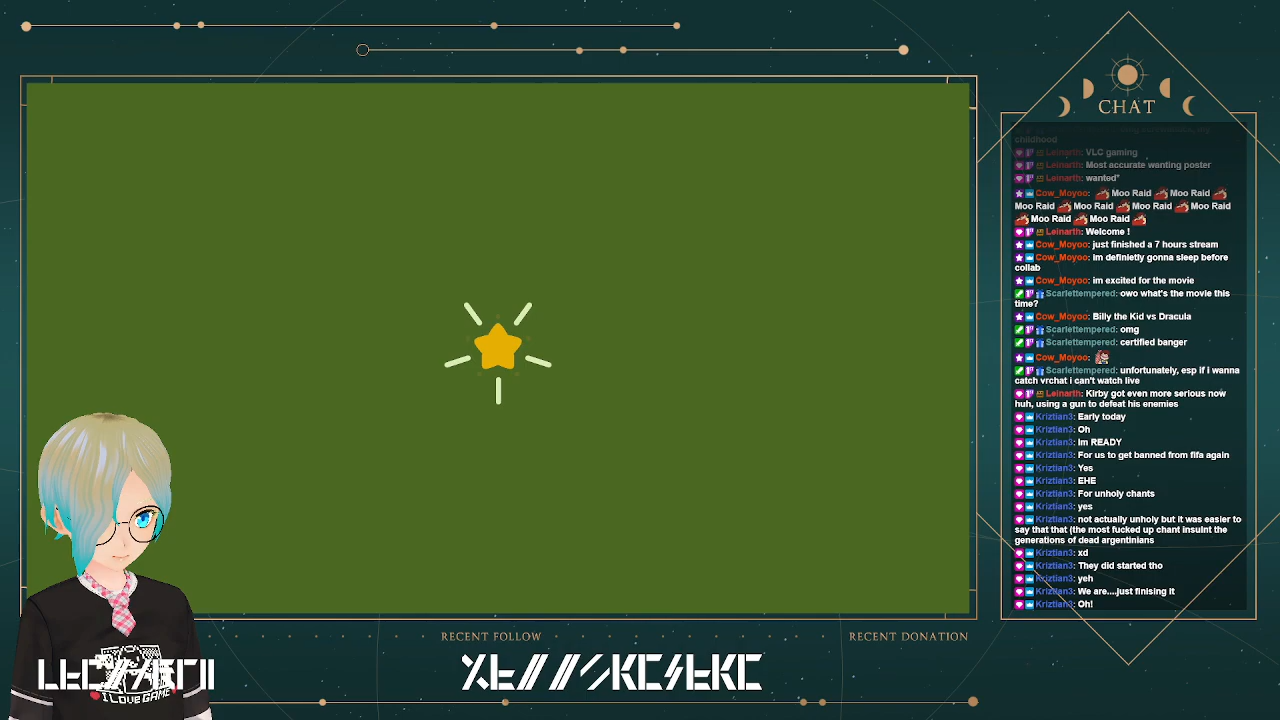 CHAT
childhood
Leinarth: VLC gaming
Leinarth: Most accurate wanting poster
Leinarth: wanted*
Cow_Moyoo: Moo Raid Moo Raid
Moo Raid Moo Raid Moo Raid Moo Raid
Moo Raid Moo Raid
Leinarth: Welcome !
Cow_Moyoo: just finished a 7 hours stream
Cow_Moyoo: im definietly gonna sleep before
collab
Cow_Moyoo: im excited for the movie
Scarlettempered: owo what's the movie this
time?
Cow_Moyoo: Billy the Kid vs Dracula
Scarlettempered: omg
Scarlettempered: certified banger
Cow_Moyoo:
Scarlettempered: unfortunately, esp if i wanna
catch vrchat i can't watch live
Leinarth: Kirby got even more serious now
huh, using a gun to defeat his enemies
Kriztian3: Early today
Kriztian3: Oh
Kriztian3: Im READY
Kriztian3: For us to get banned from fifa again
Kriztian3: Yes
Kriztian3: EHE
Kriztian3: For unholy chants
Kriztian3: yes
Kriztian3: not actually unholy but it was easier to
say that that (the most fucked up chant insulnt the
generations of dead argentinians
Kriztian3: xd
Kriztian3: They did started tho
Kriztian3: yeh
Kriztian3: We are....just finising it
Kriztian3: Oh!
RECENT FOLLOW
RECENT DONATION
I LOVE GAME